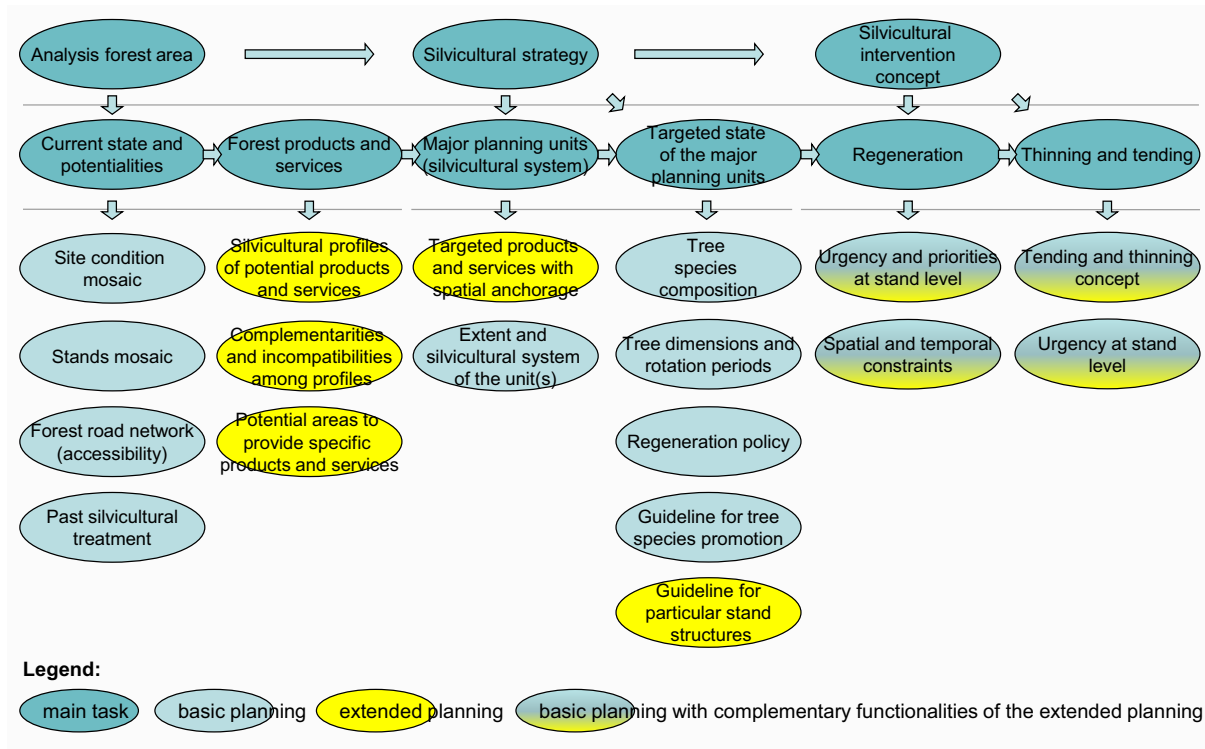 Analysis forest area
Silvicultural strategy
Silvicultural
intervention
concept
Current state and
potentialities
Forest products and
services
Major planning units
(silvicultural system)
Targeted state
of the major
planning units
Regeneration
Thinning and tending
Site condition
mosaic
Stands mosaic
Forest road network
(accessibility)
Past silvicultural
treatment
Silvicultural profiles
of potential products
and services
Complementarities
and incompatibilities
among profiles
Potential areas to
provide specific
products and services
Targeted products
and services with
spatial anchorage
Extent and
silvicultural system
of the unit(s)
Tree
species
composition
Tree dimensions and
rotation periods
Regeneration policy
Guideline for tree
species promotion
Guideline for
particular stand
structures
Urgency and priorities
at stand level
Spatial and temporal
constraints
Tending and thinning
concept
Urgency at stand
level
Legend:
main task
basic planning
extended planning
basic planning with complementary functionalities of the extended planning